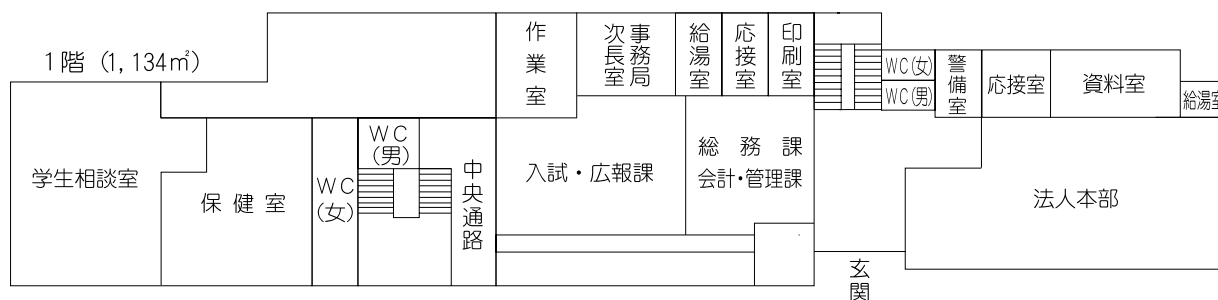 1階 (1,134㎡)
作業室
事務局
次長室
給湯室
応接室
印刷室
WC(女)
WC(男)
警備室
応接室
資料室
給湯室
学生相談室
保健室
WC
(女)
WC
(男)
中央通路
入試・広報課
総務課
会計・管理課
法人本部
玄関